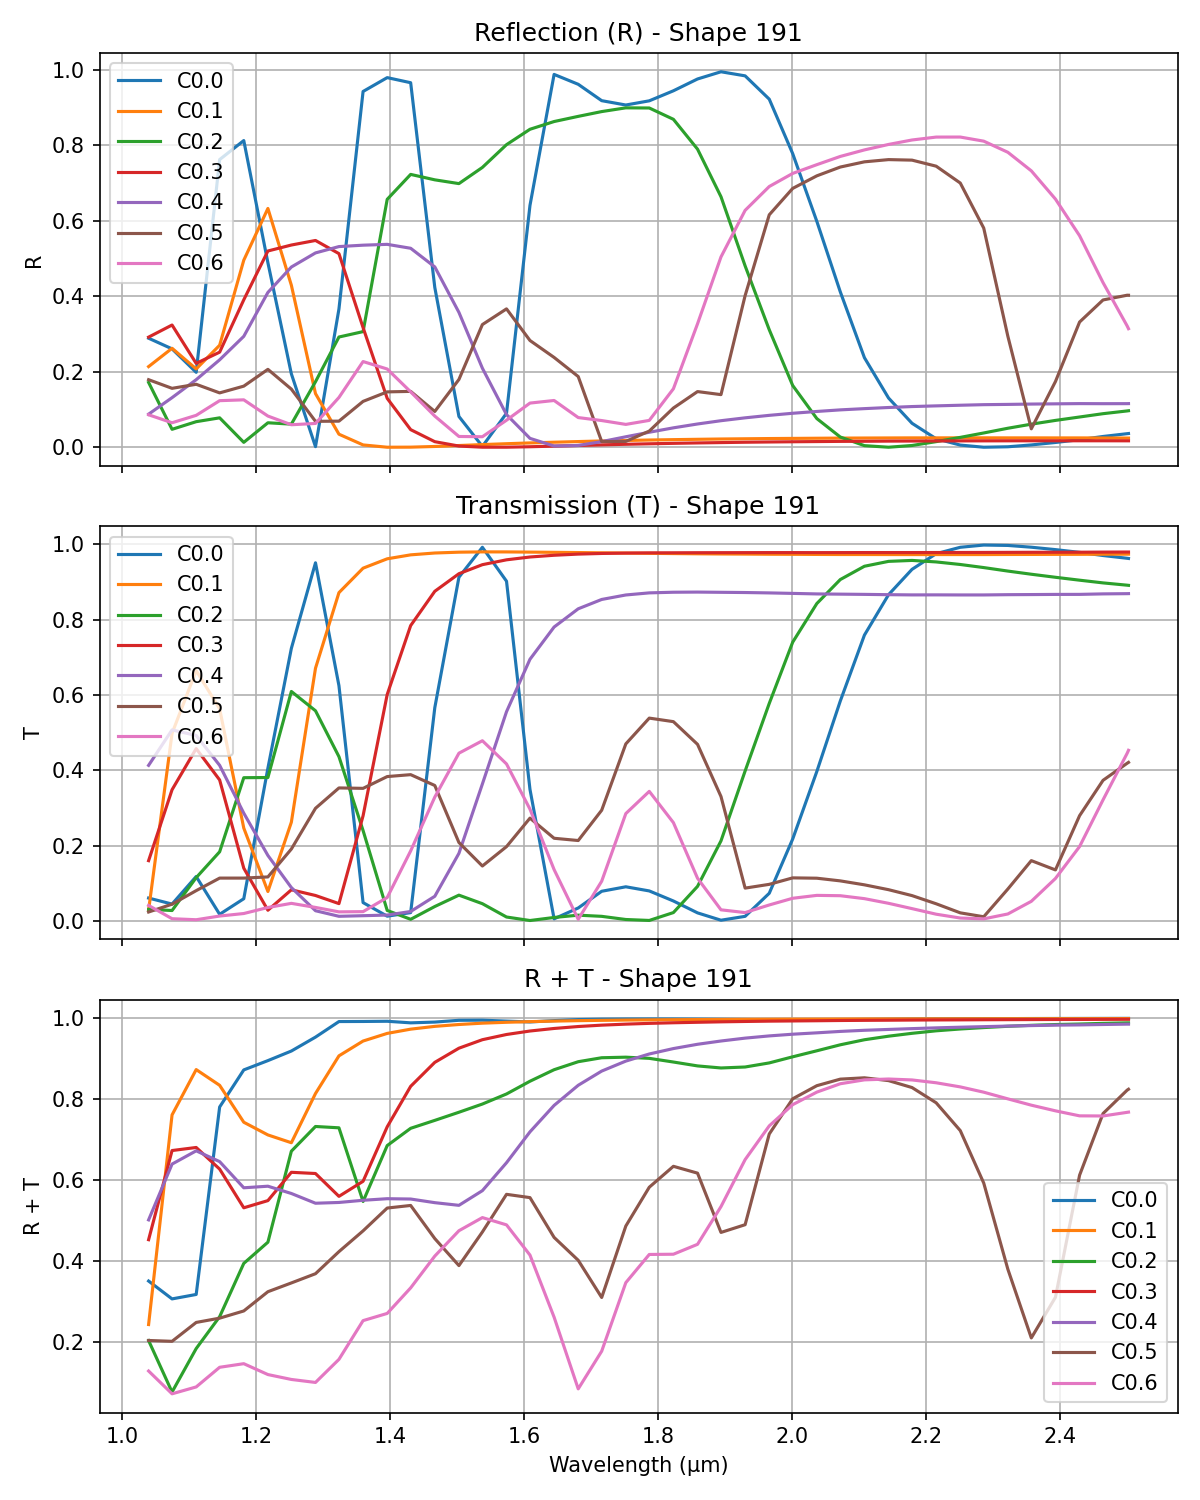 Reflection (R) - Shape 191
1.0
0.8
0.6
0.4
0.2
0.0
R
C0.0
C0.1
C0.2
C0.3
C0.4
C0.5
C0.6
Transmission (T) - Shape 191
1.0
0.8
0.6
0.4
0.2
0.0
T
C0.0
C0.1
C0.2
C0.3
C0.4
C0.5
C0.6
R + T - Shape 191
1.0
0.8
0.6
0.4
0.2
R + T
C0.0
C0.1
C0.2
C0.3
C0.4
C0.5
C0.6
1.0 1.2 1.4 1.6 1.8 2.0 2.2 2.4
Wavelength (μm)